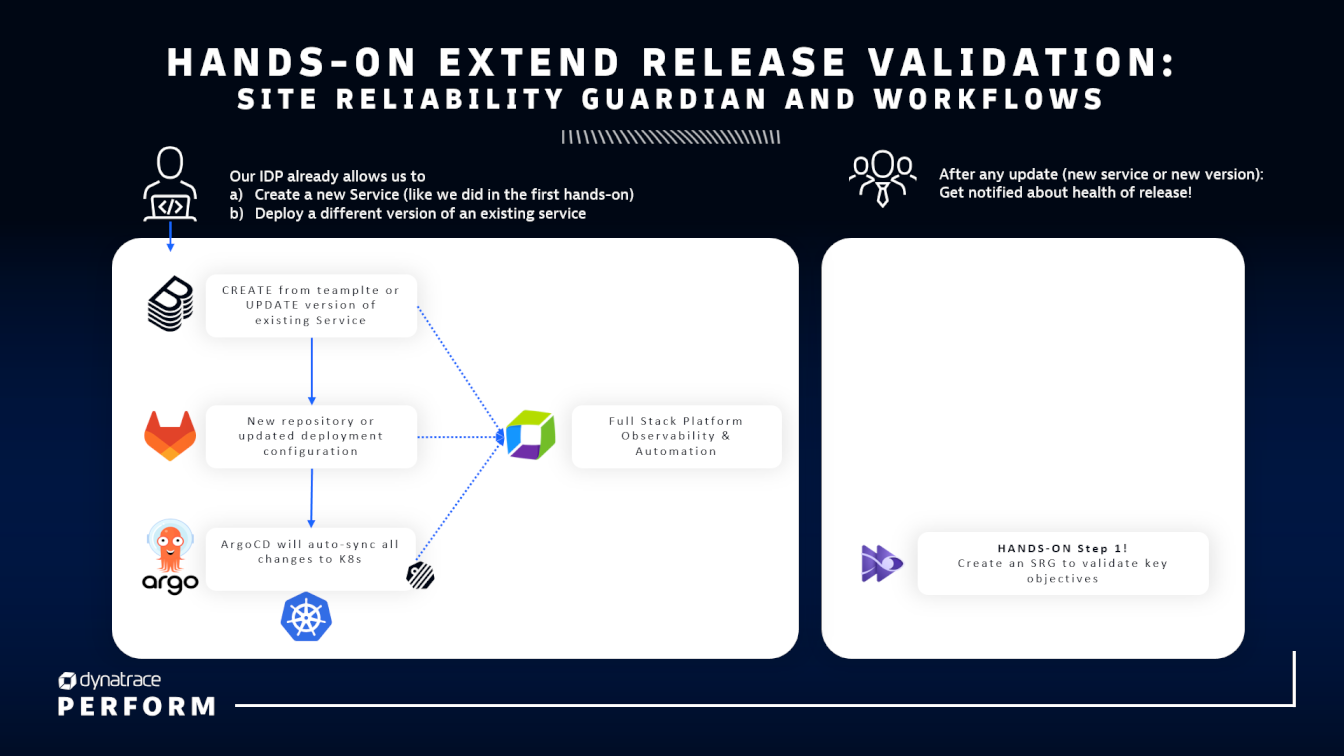 HANDS-ON EXTEND RELEASE VALIDATION:
SITE RELIABILITY GUARDIAN AND WORKFLOWS
Our IDP already allows us to
a) Create a new Service (like we did in the first hands-on)
b) Deploy a different version of an existing service
After any update (new service or new version):
Get notified about health of release!
</>
CREATE from teamplte or
UPDATE version of
existing Service
New repository or
updated deployment
configuration
Full Stack Platform
Observability &
Automation
argo
ArgoCD will auto-sync all
changes to K8s
HANDS-ON Step 1!
Create an SRG to validate key
objectives
dynatrace
PERFORM